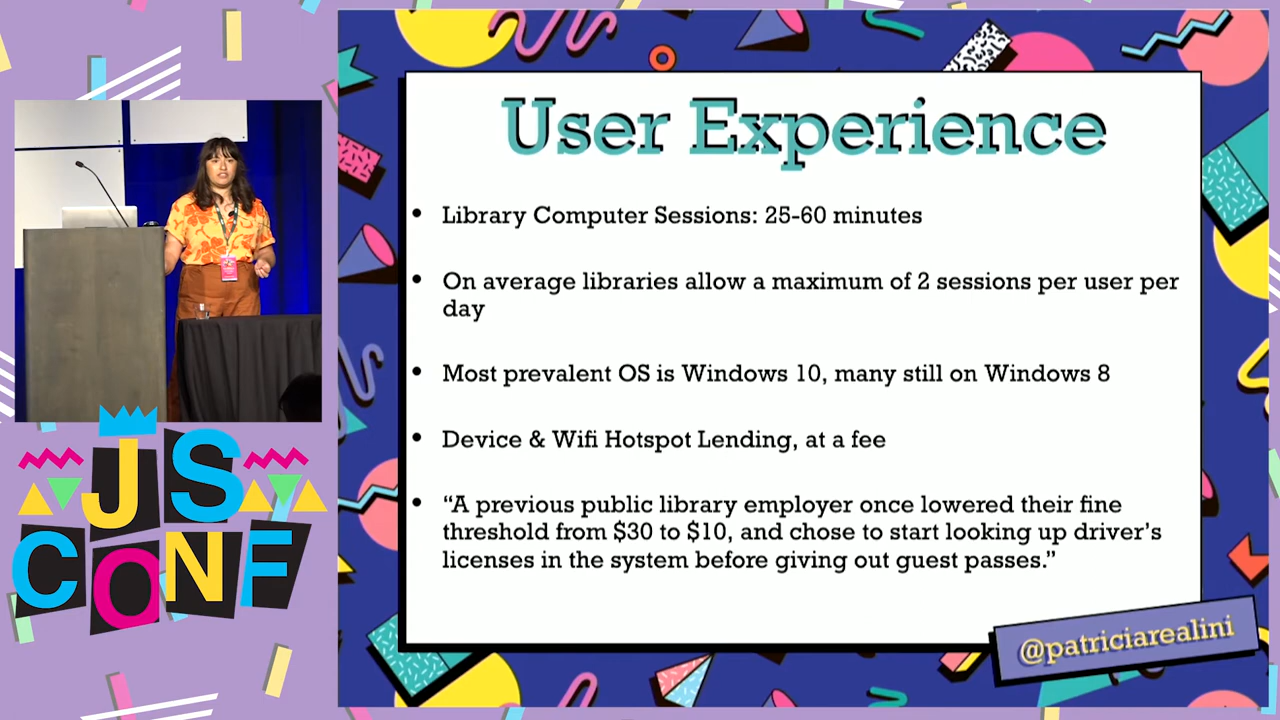 User Experience
• Library Computer Sessions: 25-60 minutes
• On average libraries allow a maximum of 2 sessions per user per
day
• Most prevalent OS is Windows 10, many still on Windows 8
• Device & Wifi Hotspot Lending, at a fee
• “A previous public library employer once lowered their fine
threshold from $30 to $10, and chose to start looking up driver’s
licenses in the system before giving out guest passes.”
@patriciarealini
JS
CONF